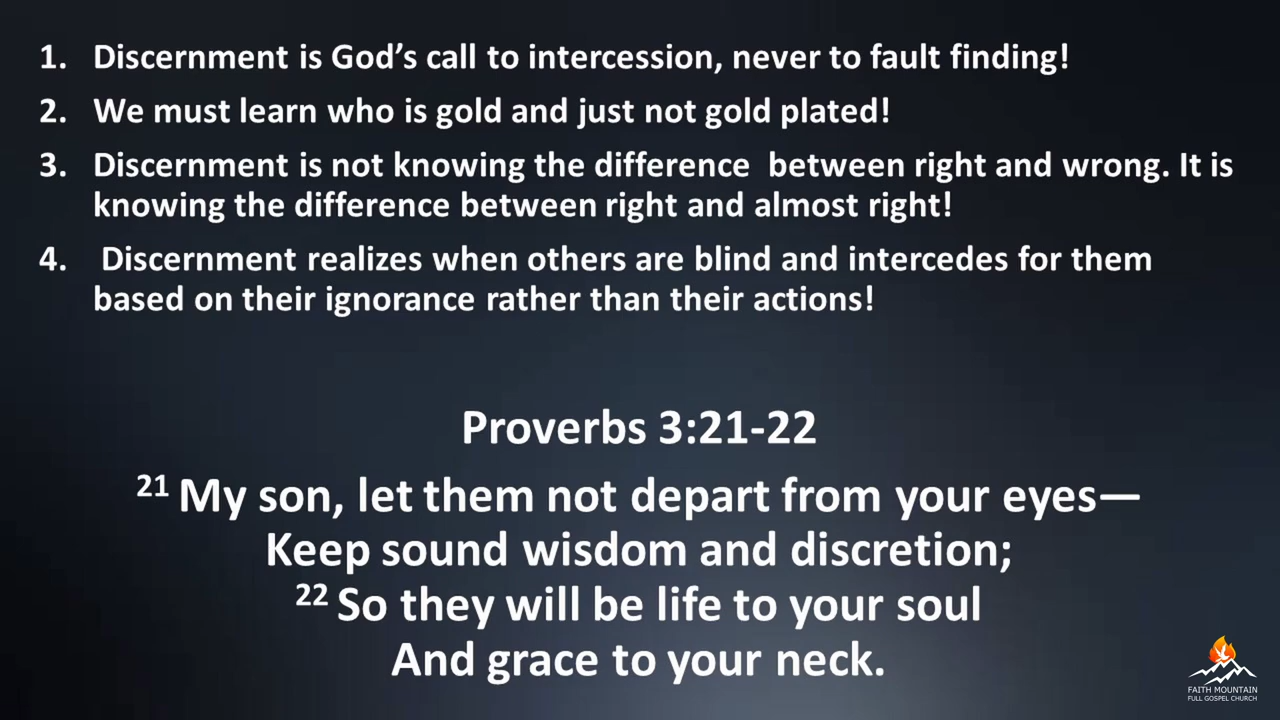 1. Discernment is God’s call to intercession, never to fault finding!
2. We must learn who is gold and just not gold plated!
3. Discernment is not knowing the difference  between right and wrong. It is
knowing the difference between right and almost right!
4. Discernment realizes when others are blind and intercedes for them
based on their ignorance rather than their actions!
Proverbs 3:21-22
21 My son, let them not depart from your eyes—
Keep sound wisdom and discretion;
22 So they will be life to your soul
And grace to your neck.
FAITH MOUNTAIN
FULL GOSPEL CHURCH